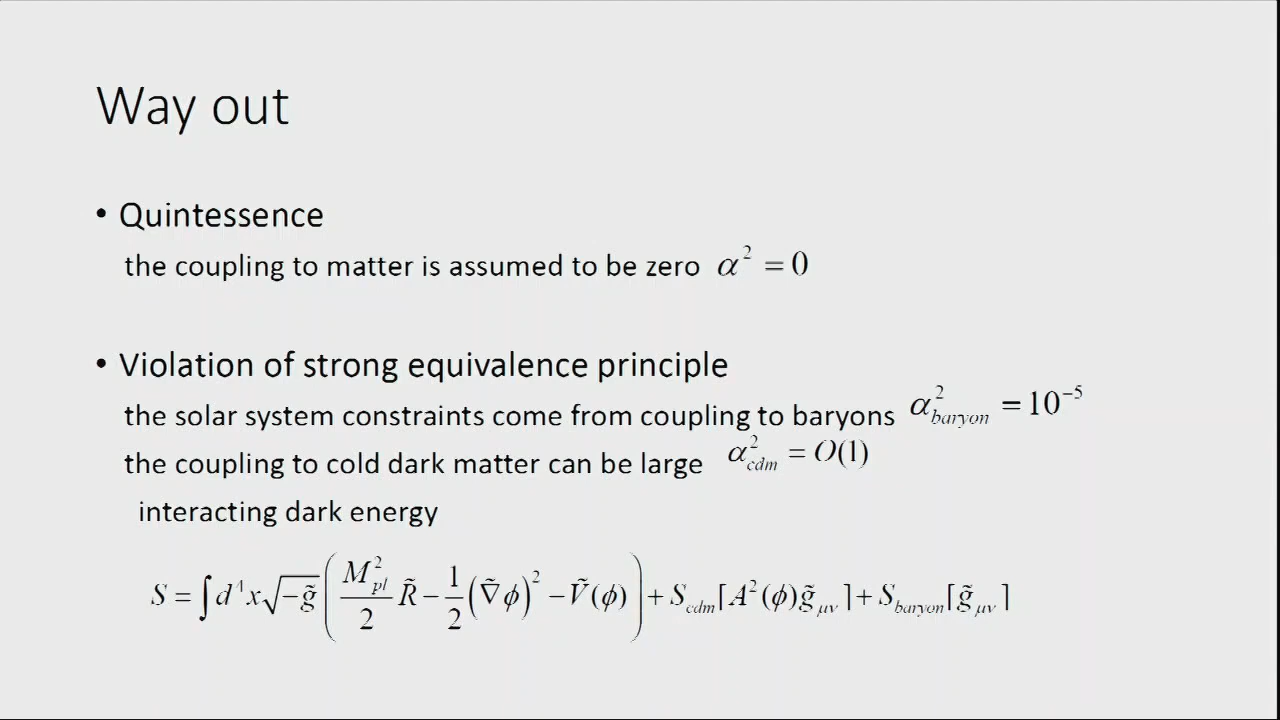 Way out
• Quintessence
the coupling to matter is assumed to be zero α² = 0
• Violation of strong equivalence principle
the solar system constraints come from coupling to baryons α²_baryon = 10⁻⁵
the coupling to cold dark matter can be large α²_cdm = O(1)
interacting dark energy
S = ∫ d⁴x √−g̃ ( M²_pl/2 R̃ − 1/2 (∇̃φ)² − Ṽ(φ) ) + S_cdm[A²(φ)g̃_μν] + S_baryon[g̃_μν]